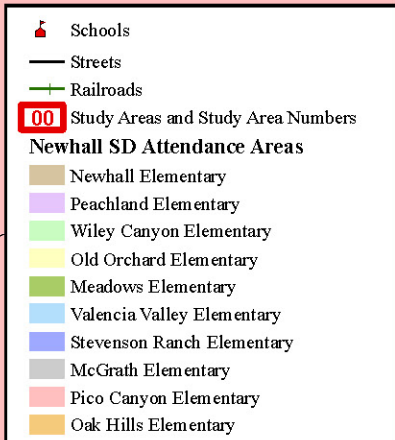 Schools
Streets
Railroads
00 Study Areas and Study Area Numbers
Newhall SD Attendance Areas
Newhall Elementary
Peachland Elementary
Wiley Canyon Elementary
Old Orchard Elementary
Meadows Elementary
Valencia Valley Elementary
Stevenson Ranch Elementary
McGrath Elementary
Pico Canyon Elementary
Oak Hills Elementary